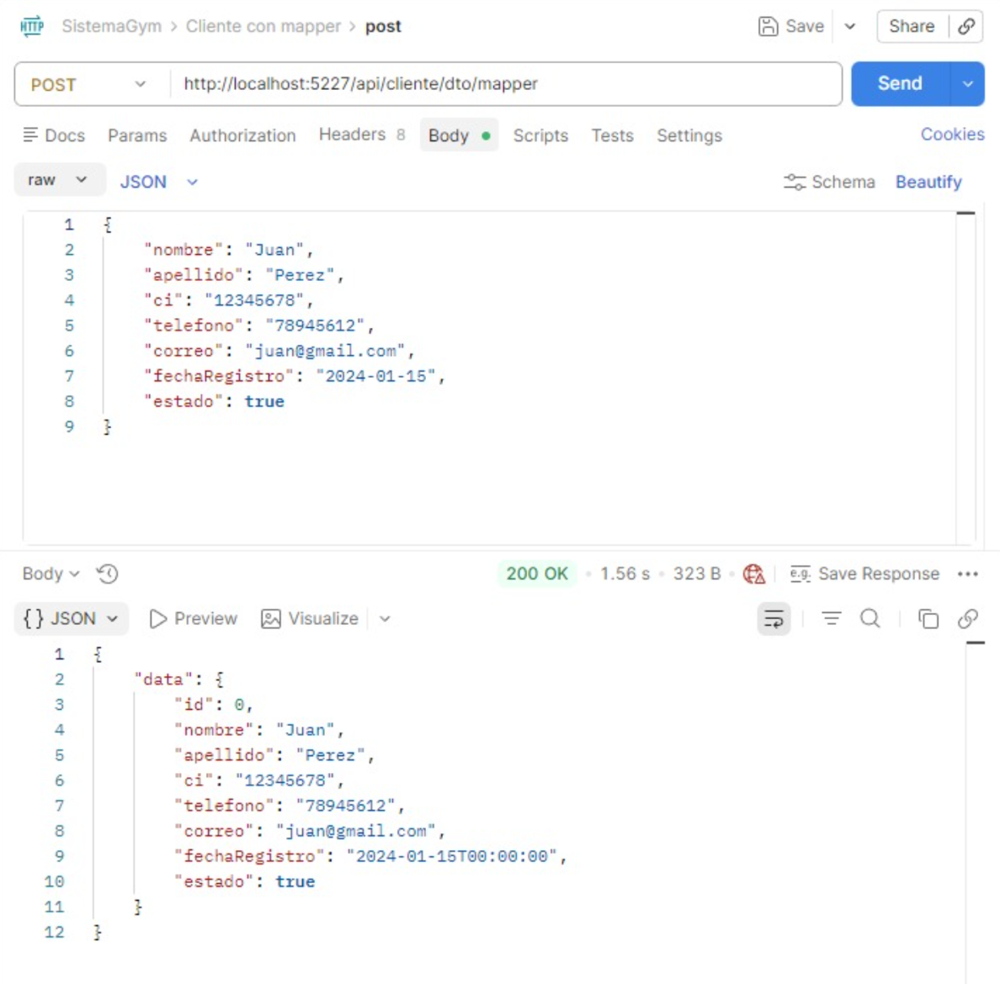 HTTP SistemaGym > Cliente con mapper > post Save Share
POST http://localhost:5227/api/cliente/dto/mapper Send
Docs Params Authorization Headers 8 Body Scripts Tests Settings Cookies
raw JSON Schema Beautify
1 {
2 "nombre": "Juan",
3 "apellido": "Perez",
4 "ci": "12345678",
5 "telefono": "78945612",
6 "correo": "juan@gmail.com",
7 "fechaRegistro": "2024-01-15",
8 "estado": true
9 }
Body 200 OK • 1.56 s • 323 B • e.g. Save Response
{} JSON Preview Visualize
1 {
2 "data": {
3 "id": 0,
4 "nombre": "Juan",
5 "apellido": "Perez",
6 "ci": "12345678",
7 "telefono": "78945612",
8 "correo": "juan@gmail.com",
9 "fechaRegistro": "2024-01-15T00:00:00",
10 "estado": true
11 }
12 }